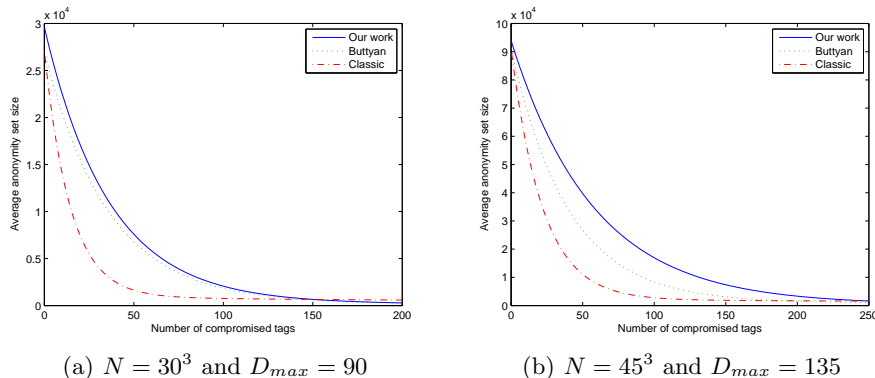 x 10^4
3
2.5
2
1.5
1
0.5
0
Average anonymity set size
0 50 100 150 200
Number of compromised tags
Our work
Buttyan
Classic
(a) N = 30^3 and D_max = 90
x 10^4
10
9
8
7
6
5
4
3
2
1
0
Average anonymity set size
0 50 100 150 200 250
Number of compromised tags
Our work
Buttyan
Classic
(b) N = 45^3 and D_max = 135